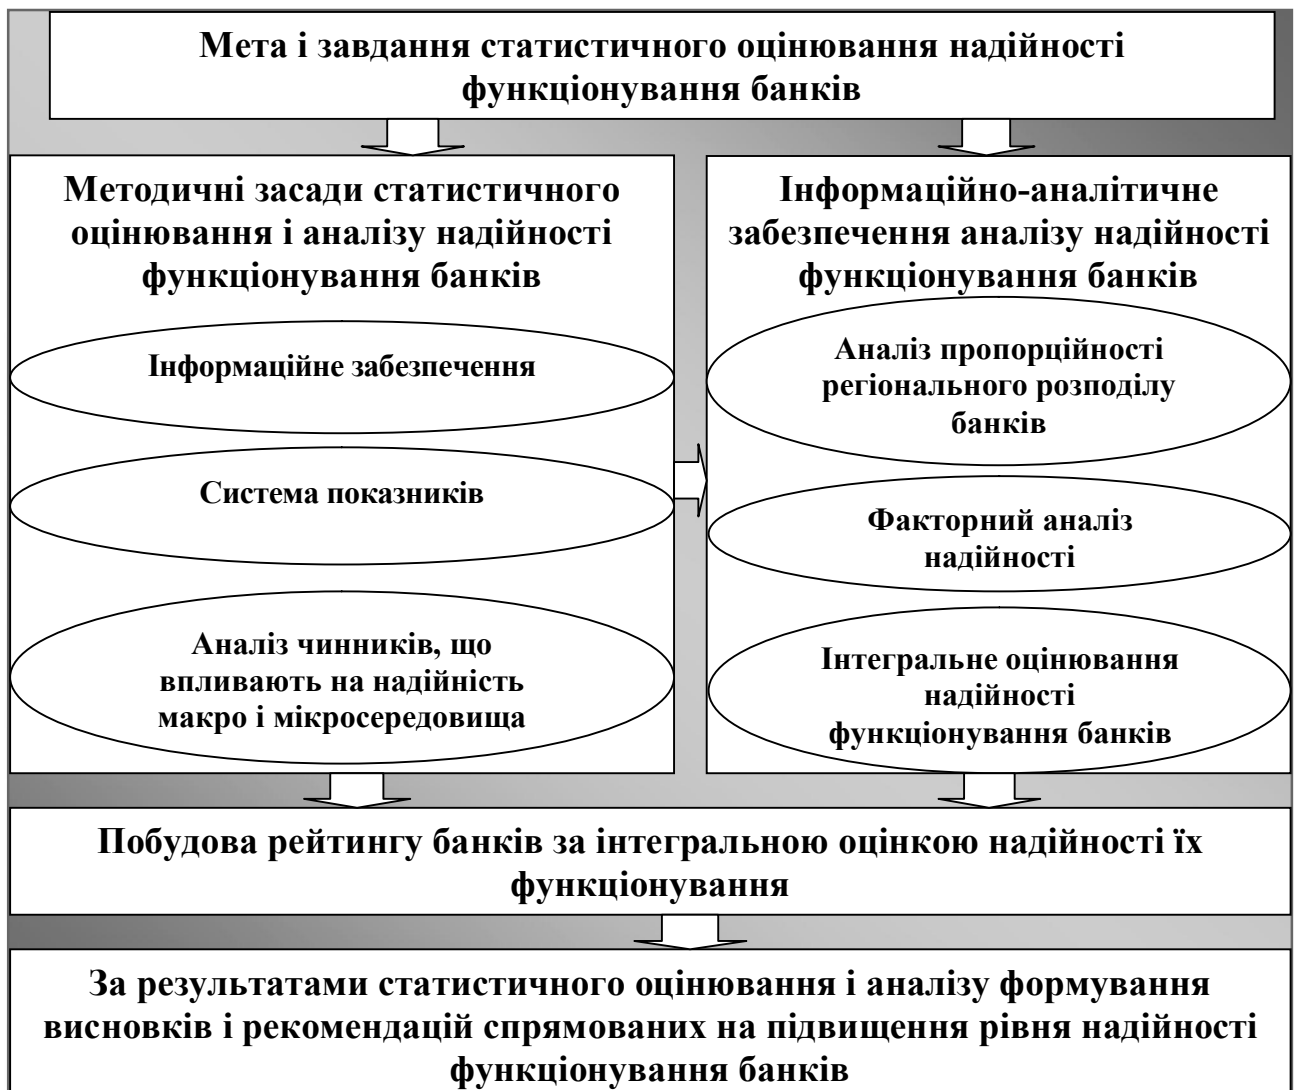 Мета і завдання статистичного оцінювання надійності
функціонування банків
Методичні засади статистичного
оцінювання і аналізу надійності
функціонування банків
Інформаційне забезпечення
Система показників
Аналіз чинників, що
впливають на надійність
макро і мікросередовища
Інформаційно-аналітичне
забезпечення аналізу надійності
функціонування банків
Аналіз пропорційності
регіонального розподілу
банків
Факторний аналіз
надійності
Інтегральне оцінювання
надійності
функціонування банків
Побудова рейтингу банків за інтегральною оцінкою надійності їх
функціонування
За результатами статистичного оцінювання і аналізу формування
висновків і рекомендацій спрямованих на підвищення рівня надійності
функціонування банків